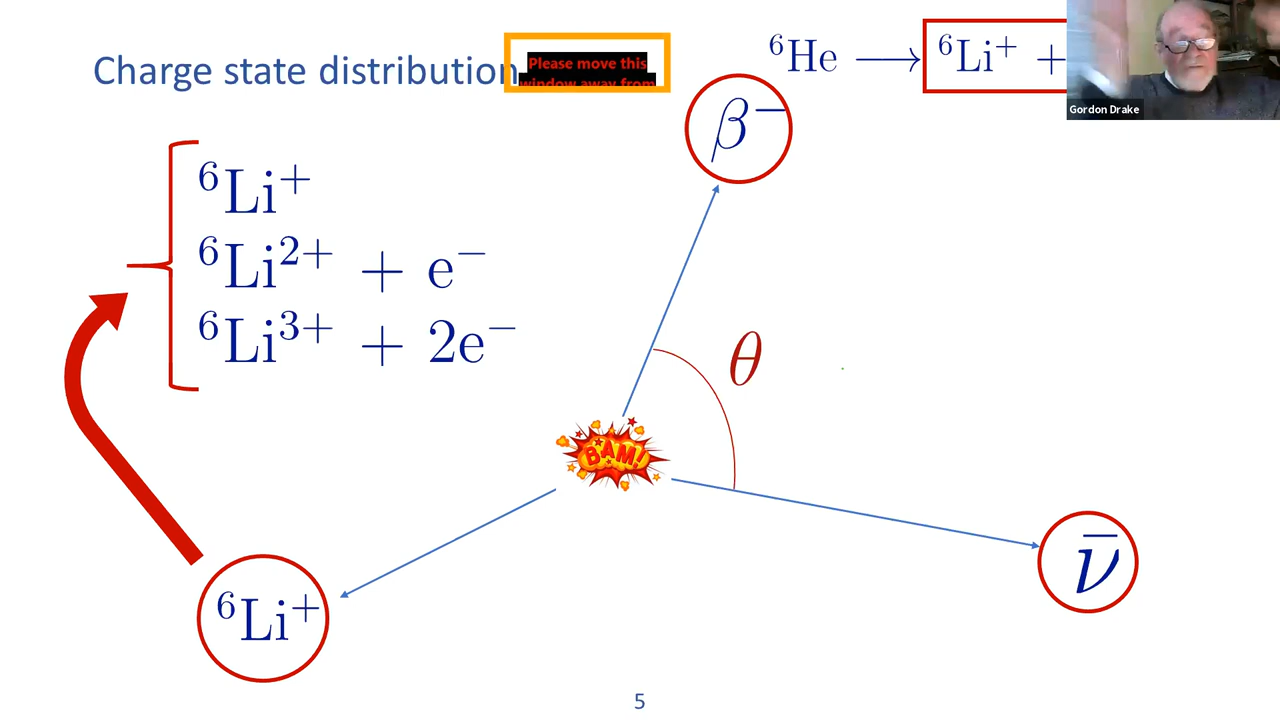 Charge state distribution
Please move this
window away from
⁶He ⟶ ⁶Li⁺ +
Gordon Drake
β⁻
⁶Li⁺
⁶Li²⁺ + e⁻
⁶Li³⁺ + 2e⁻
θ
BAM!
ν̄
⁶Li⁺
5